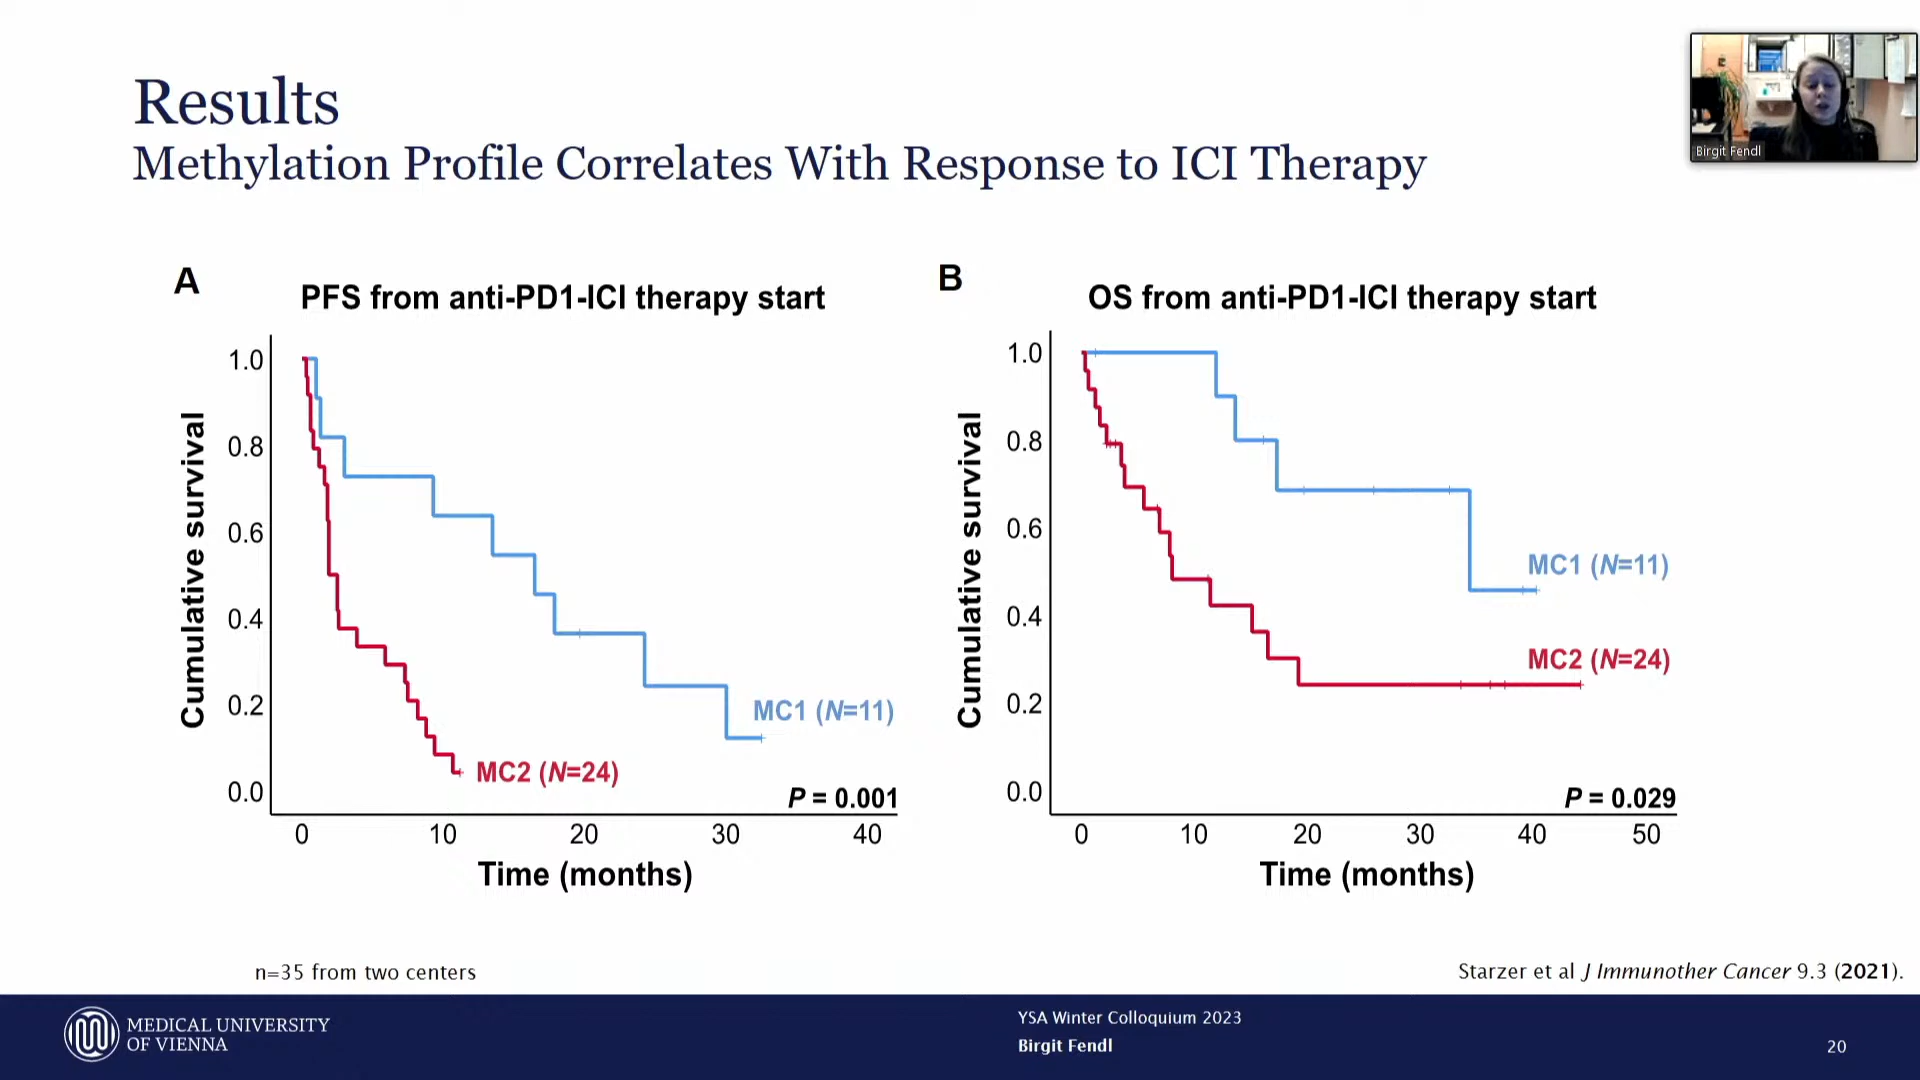 Results
Methylation Profile Correlates With Response to ICI Therapy
Birgit Fendl
A
PFS from anti-PD1-ICI therapy start
Cumulative survival
1.0
0.8
0.6
0.4
0.2
0.0
MC1 (N=11)
MC2 (N=24)
P = 0.001
0 10 20 30 40
Time (months)
B
OS from anti-PD1-ICI therapy start
Cumulative survival
1.0
0.8
0.6
0.4
0.2
0.0
MC1 (N=11)
MC2 (N=24)
P = 0.029
0 10 20 30 40 50
Time (months)
n=35 from two centers
Starzer et al J Immunother Cancer 9.3 (2021).
MEDICAL UNIVERSITY
OF VIENNA
YSA Winter Colloquium 2023
Birgit Fendl
20